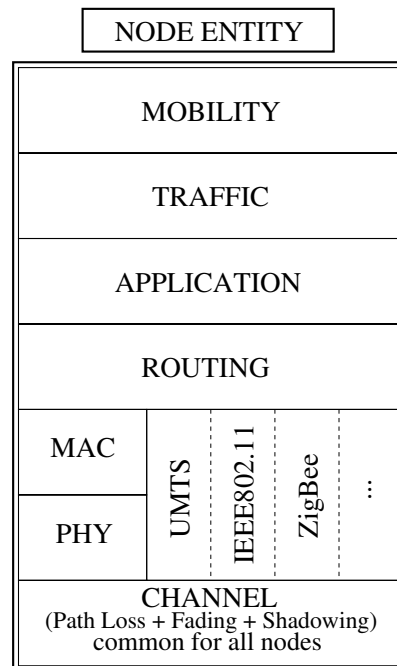 NODE ENTITY
MOBILITY
TRAFFIC
APPLICATION
ROUTING
MAC
PHY
UMTS
IEEE802.11
ZigBee
...
CHANNEL
(Path Loss + Fading + Shadowing)
common for all nodes